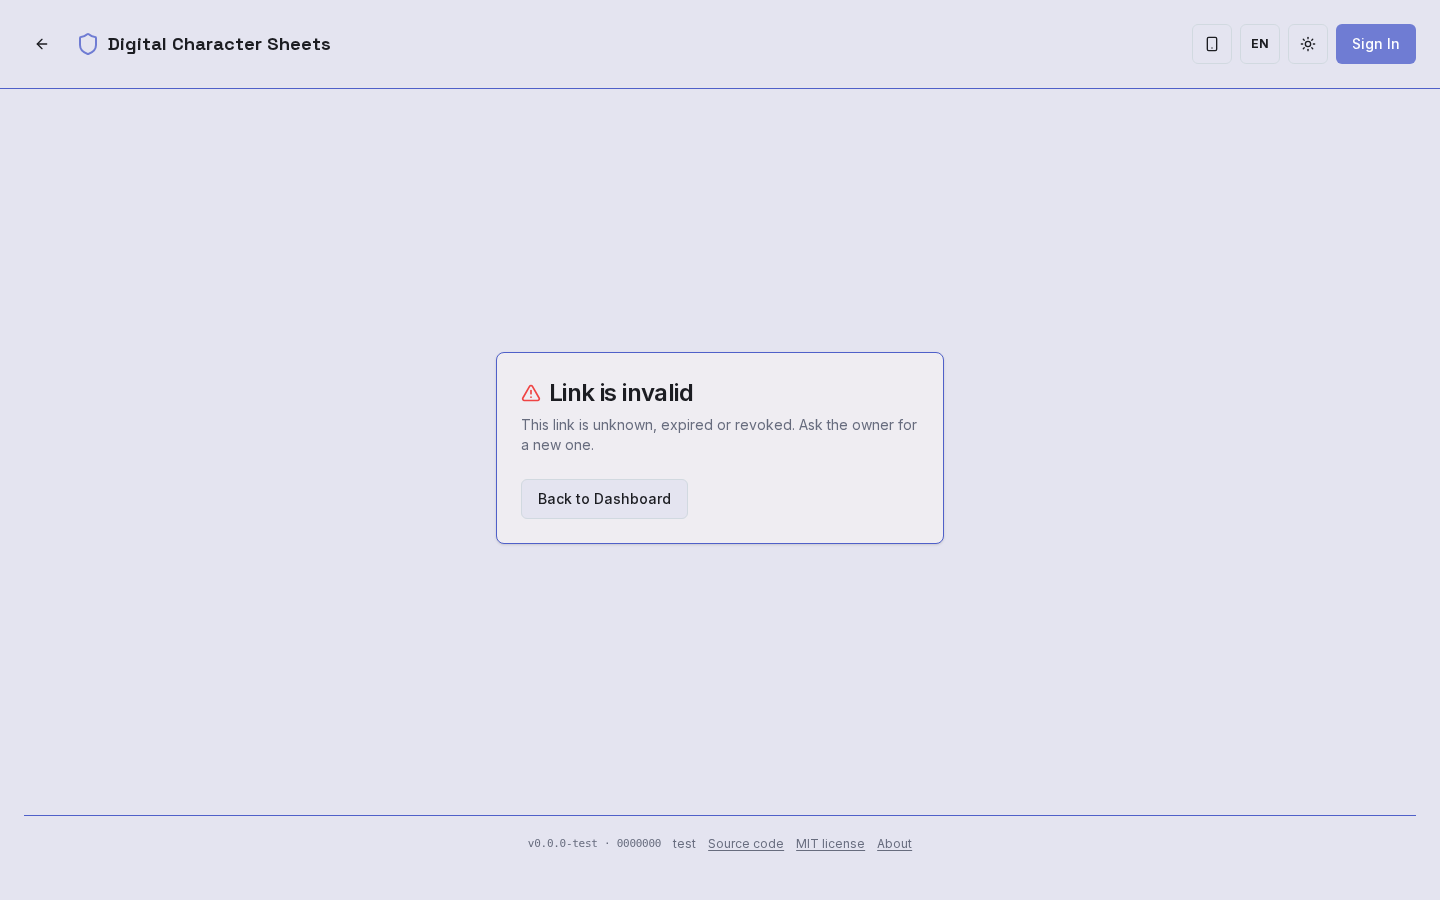 Digital Character Sheets
EN
Sign In
Link is invalid
This link is unknown, expired or revoked. Ask the owner for
a new one.
Back to Dashboard
v0.0.0-test · 0000000 test Source code MIT license About